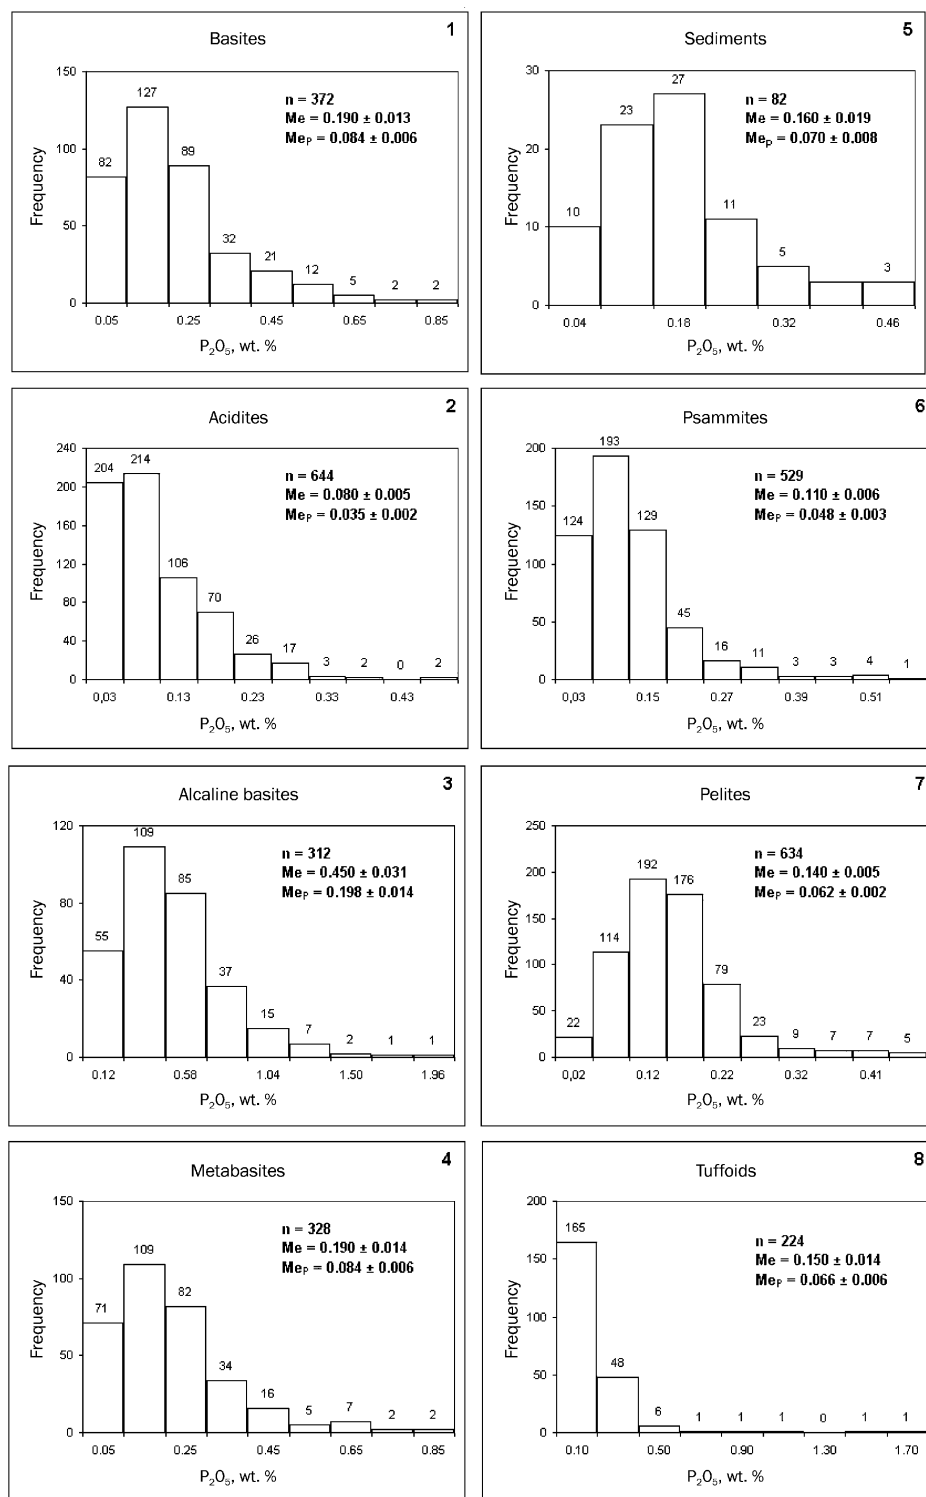 1
Basites
150
100
50
0
Frequency
82
127
89
32
21
12
5
2
2
n = 372
Me = 0.190 ± 0.013
MeP = 0.084 ± 0.006
0.05 0.25 0.45 0.65 0.85
P2O5, wt. %
5
Sediments
30
20
10
0
Frequency
10
23
27
11
5
3
n = 82
Me = 0.160 ± 0.019
Mep = 0.070 ± 0.008
0.04 0.18 0.32 0.46
P2O5, wt. %
2
Acidites
240
200
160
120
80
40
0
Frequency
204
214
106
70
26
17
3
2
0
2
n = 644
Me = 0.080 ± 0.005
MeP = 0.035 ± 0.002
0,03 0.13 0.23 0.33 0.43
P2O5, wt. %
6
Psammites
200
150
100
50
0
Frequency
124
193
129
45
16
11
3
3
4
1
n = 529
Me = 0.110 ± 0.006
MeP = 0.048 ± 0.003
0,03 0.15 0.27 0.39 0.51
P2O5, wt. %
3
Alcaline basites
120
80
40
0
Frequency
55
109
85
37
15
7
2
1
1
n = 312
Me = 0.450 ± 0.031
MeP = 0.198 ± 0.014
0.12 0.58 1.04 1.50 1.96
P2O5, wt. %
7
Pelites
250
200
150
100
50
0
Frequency
22
114
192
176
79
23
9
7
7
5
n = 634
Me = 0.140 ± 0.005
MeP = 0.062 ± 0.002
0,02 0.12 0.22 0.32 0.41
P2O5, wt. %
4
Metabasites
150
100
50
0
Frequency
71
109
82
34
16
5
7
2
2
n = 328
Me = 0.190 ± 0.014
MeP = 0.084 ± 0.006
0.05 0.25 0.45 0.65 0.85
P2O5, wt. %
8
Tuffoids
200
150
100
50
0
Frequency
165
48
6
1
1
1
0
1
1
n = 224
Me = 0.150 ± 0.014
MeP = 0.066 ± 0.006
0.10 0.50 0.90 1.30 1.70
P2O5, wt. %